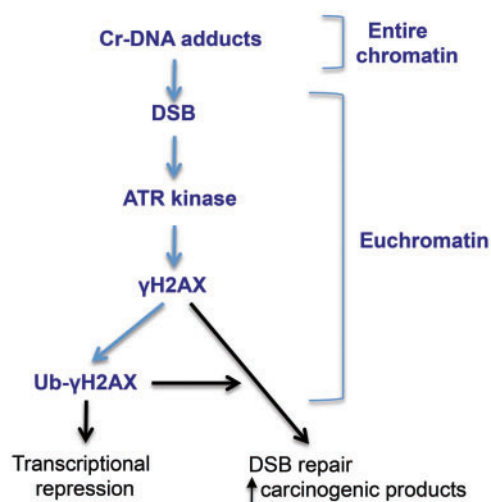 Cr-DNA adducts
Entire
chromatin
DSB
ATR kinase
Euchromatin
γH2AX
Ub-γH2AX
Transcriptional
repression
DSB repair
carcinogenic products